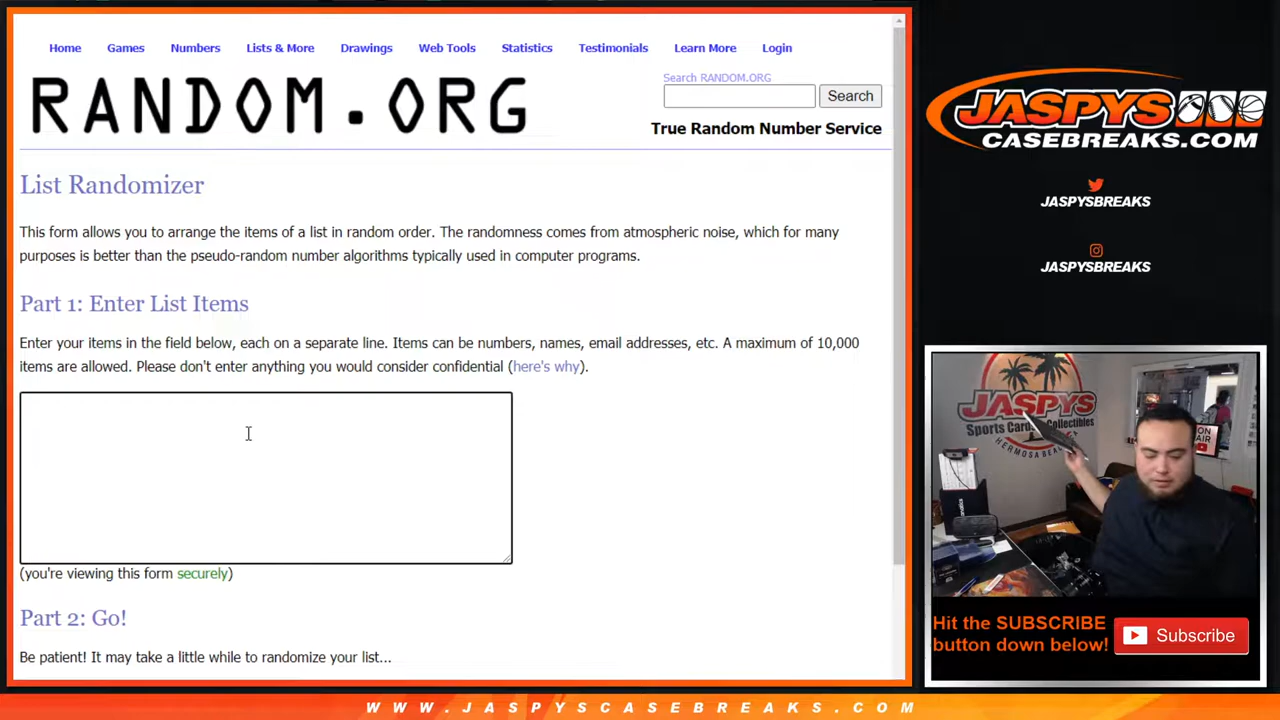 Home Games Numbers Lists & More Drawings Web Tools Statistics Testimonials Learn More Login
RANDOM.ORG
Search RANDOM.ORG
Search
True Random Number Service
List Randomizer
This form allows you to arrange the items of a list in random order. The randomness comes from atmospheric noise, which for many
purposes is better than the pseudo-random number algorithms typically used in computer programs.
Part 1: Enter List Items
Enter your items in the field below, each on a separate line. Items can be numbers, names, email addresses, etc. A maximum of 10,000
items are allowed. Please don't enter anything you would consider confidential (here's why).
(you're viewing this form securely)
Part 2: Go!
Be patient! It may take a little while to randomize your list...
JASPYS
CASEBREAKS.COM
JASPYSBREAKS
JASPYSBREAKS
JASPYS
Sports Cards Collectibles
HERMOSA BEACH
ON
AIR
Hit the SUBSCRIBE
button down below!
Subscribe
WWW.JASPYSCASEBREAKS.COM